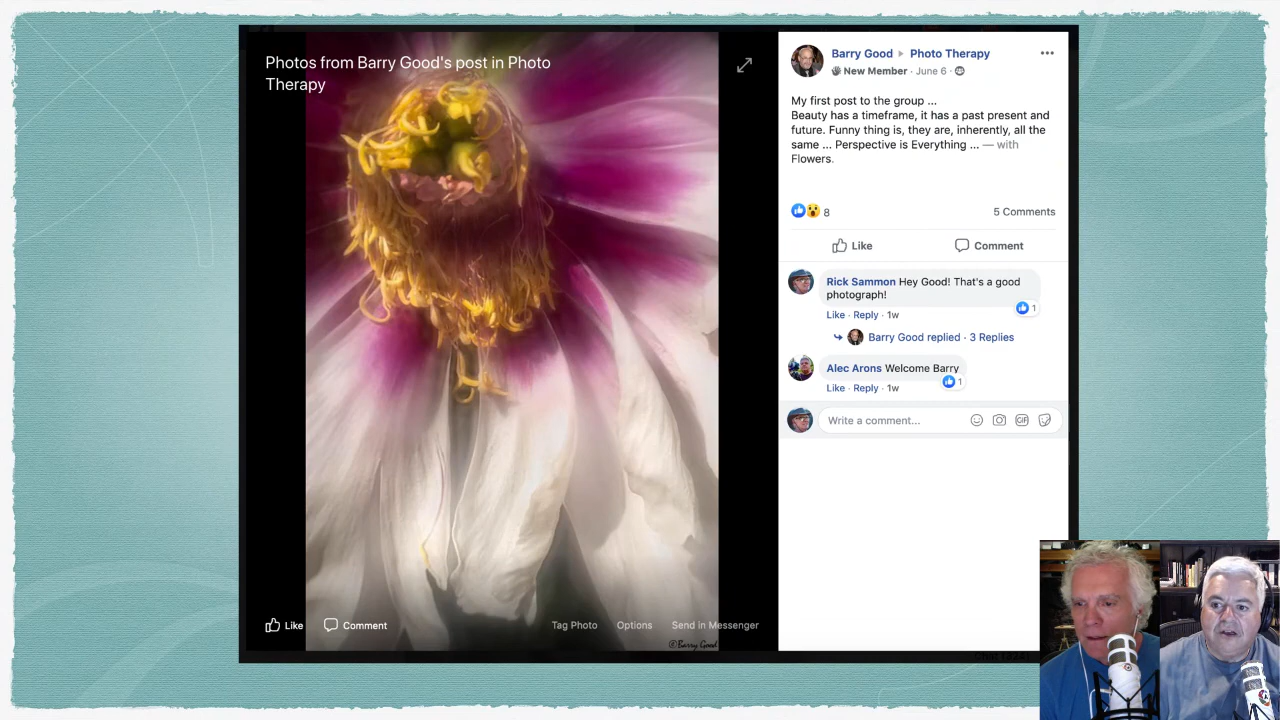 Photos from Barry Good's post in Photo
Therapy
Like
Comment
Tag Photo
Options
Send in Messenger
©Barry Good
Barry Good ▸ Photo Therapy
New Member · June 6 ·
My first post to the group ...
Beauty has a timeframe, it has a past present and
future. Funny thing is, they are, inherently, all the
same ... Perspective is Everything ... — with
Flowers.
8
5 Comments
Like
Comment
Rick Sammon Hey Good! That's a good
photograph!
1
Like · Reply · 1w
Barry Good replied · 3 Replies
Alec Arons Welcome Barry
1
Like · Reply · 1w
Write a comment...
GIF